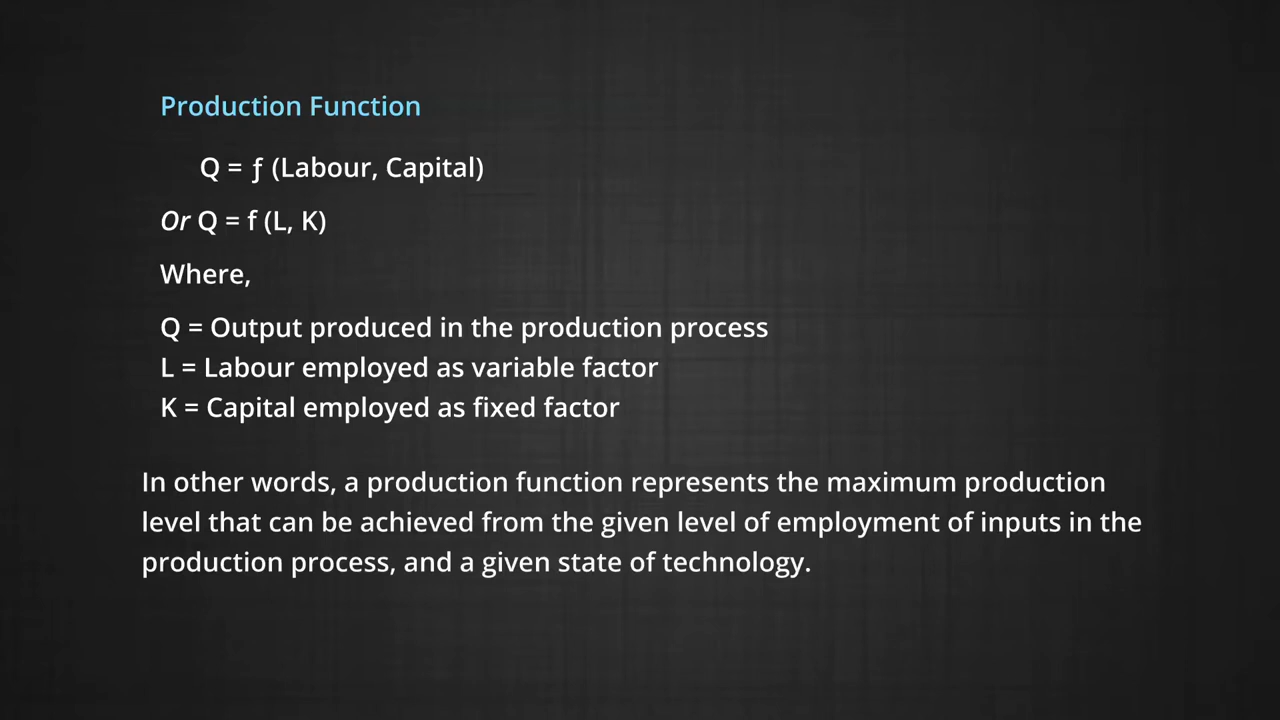 Production Function
Q = ƒ (Labour, Capital)
Or Q = f (L, K)
Where,
Q = Output produced in the production process
L = Labour employed as variable factor
K = Capital employed as fixed factor
In other words, a production function represents the maximum production
level that can be achieved from the given level of employment of inputs in the
production process, and a given state of technology.